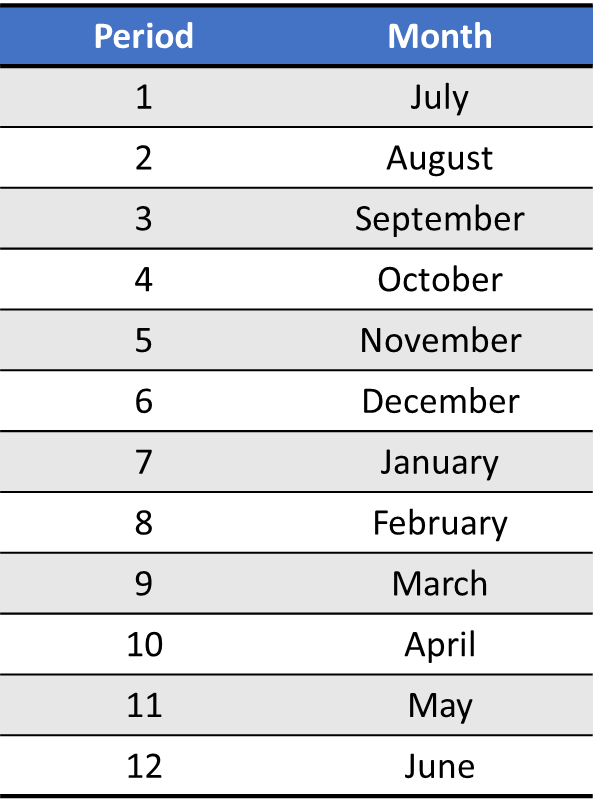 Period Month
1 July
2 August
3 September
4 October
5 November
6 December
7 January
8 February
9 March
10 April
11 May
12 June